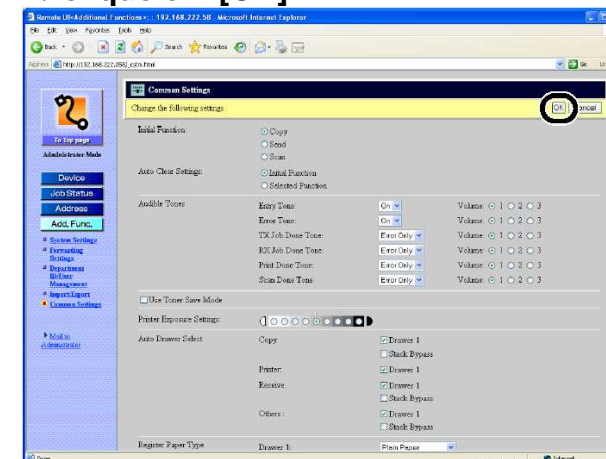 Remote UI<Additional Functions>: : 192.168.222.58 - Microsoft Internet Explorer
File Edit View Favorites Tools Help
Back Search Favorites
Address Go
Common Settings
Change the following settings. OK Cancel
To Top page
Administrator Mode
Device
Job Status
Address
Add. Func.
System Settings
Forwarding Settings
Department ID/User Management
Import/Export
Common Settings
Mail to Administrator
Initial Function: Copy
Send
Scan
Auto Clear Settings: Initial Function
Selected Function
Audible Tones Entry Tone: On Volume: 1 2 3
Error Tone: On Volume: 1 2 3
TX Job Done Tone: Error Only Volume: 1 2 3
RX Job Done Tone: Error Only Volume: 1 2 3
Print Done Tone: Error Only Volume: 1 2 3
Scan Done Tone: Error Only Volume: 1 2 3
Use Toner Save Mode
Printer Exposure Settings:
Auto Drawer Select Copy: Drawer 1
Stack Bypass
Printer: Drawer 1
Receive: Drawer 1
Stack Bypass
Others : Drawer 1
Stack Bypass
Register Paper Type Drawer 1: Plain Paper
Done Internet